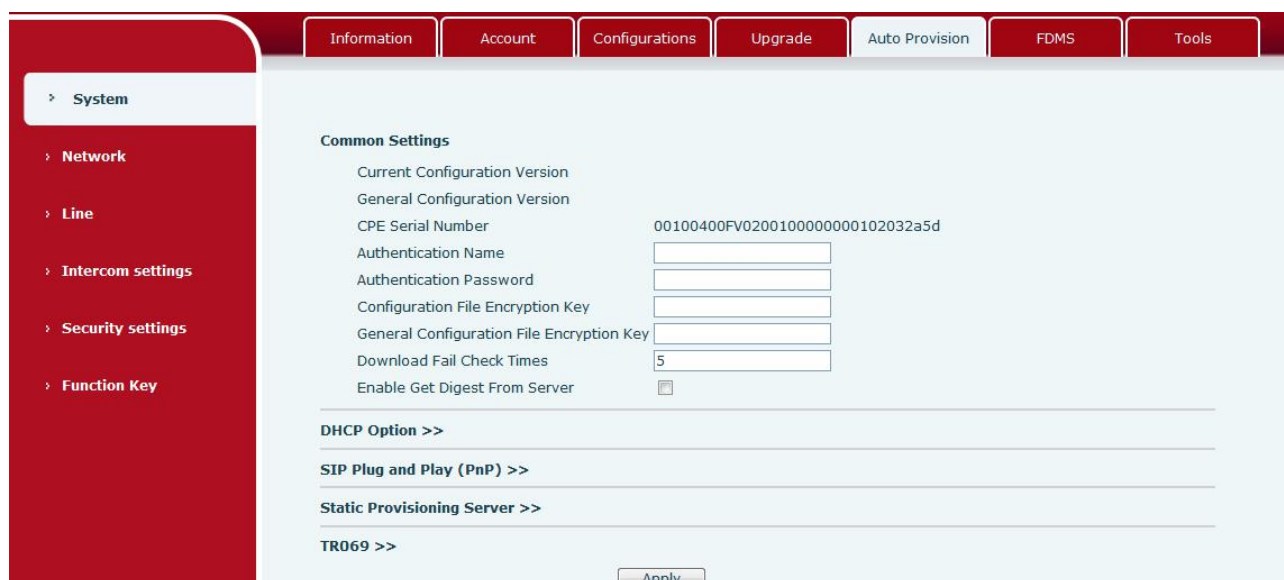 Information Account Configurations Upgrade Auto Provision FDMS Tools
System
Network
Line
Intercom settings
Security settings
Function Key
Common Settings
Current Configuration Version
General Configuration Version
CPE Serial Number 00100400FV0200100000000102032a5d
Authentication Name
Authentication Password
Configuration File Encryption Key
General Configuration File Encryption Key
Download Fail Check Times 5
Enable Get Digest From Server
DHCP Option >>
SIP Plug and Play (PnP) >>
Static Provisioning Server >>
TR069 >>
Apply